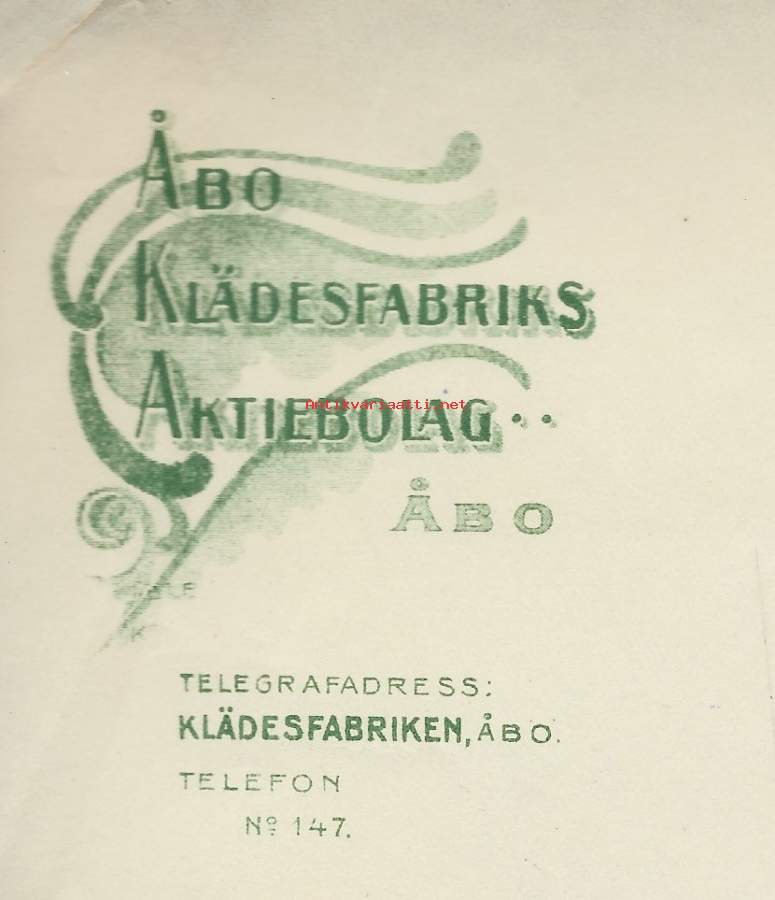 ÅBO
KLÄDESFABRIKS
AKTIEBOLAG..
Antikvariaatti.net
ÅBO
TELEGRAFADRESS:
KLÄDESFABRIKEN, ÅBO.
TELEFON
Nº 147.